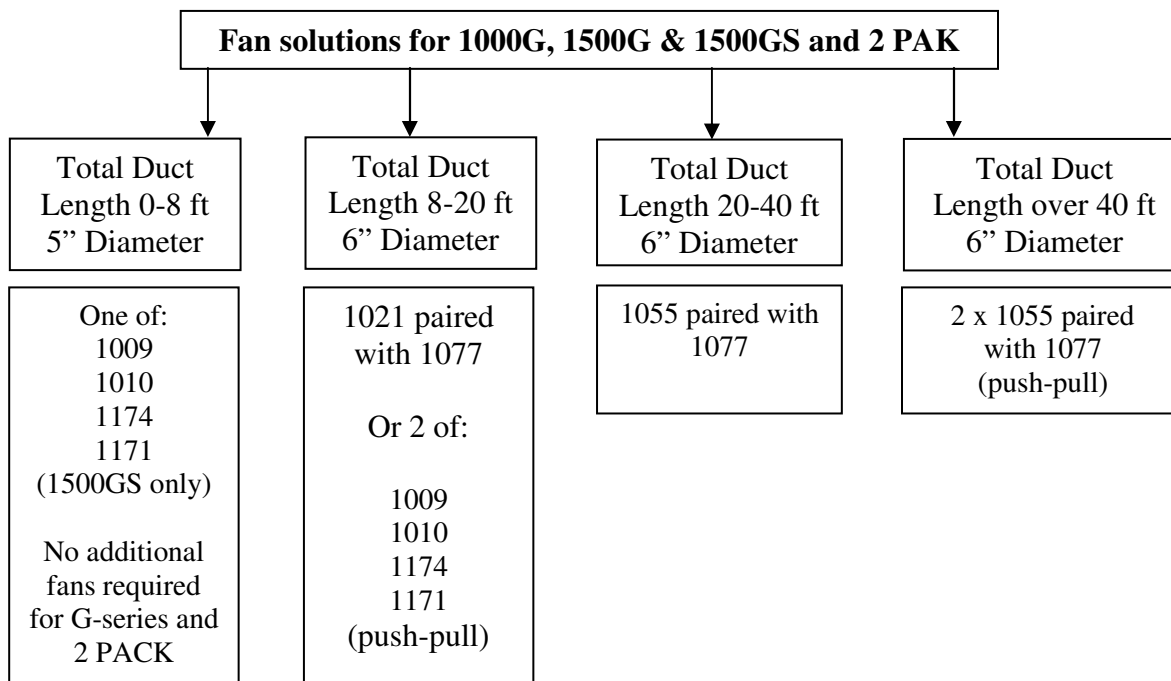 Fan solutions for 1000G, 1500G & 1500GS and 2 PAK
Total Duct
Length 0-8 ft
5” Diameter
One of:
1009
1010
1174
1171
(1500GS only)
No additional
fans required
for G-series and
2 PACK
Total Duct
Length 8-20 ft
6” Diameter
1021 paired
with 1077
Or 2 of:
1009
1010
1174
1171
(push-pull)
Total Duct
Length 20-40 ft
6” Diameter
1055 paired with
1077
Total Duct
Length over 40 ft
6” Diameter
2 x 1055 paired
with 1077
(push-pull)